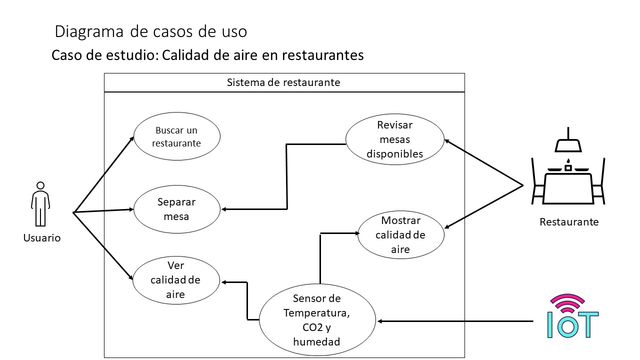 Diagrama de casos de uso
Caso de estudio: Calidad de aire en restaurantes
Sistema de restaurante
Buscar un
restaurante
Revisar
mesas
disponibles
Separar
mesa
Mostrar
calidad de
aire
Usuario
Restaurante
Ver
calidad de
aire
Sensor de
Temperatura,
CO2 y
humedad
IoT